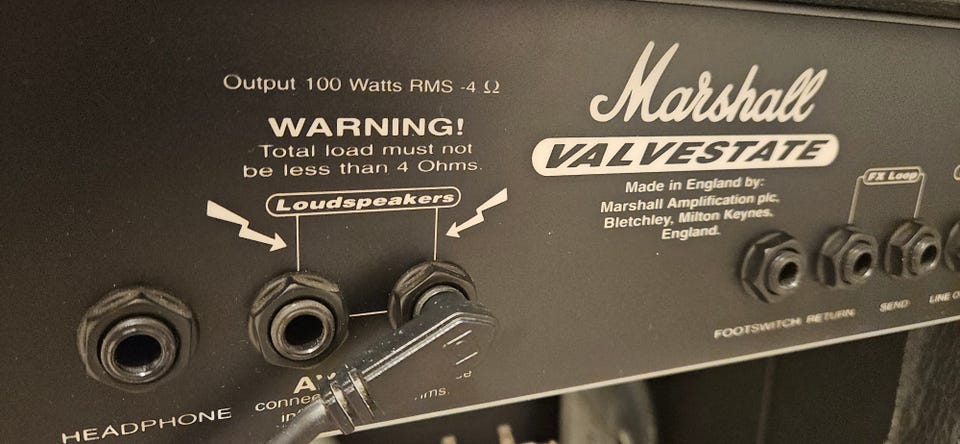 Output 100 Watts RMS -4 Ω
WARNING!
Total load must not
be less than 4 Ohms.
Loudspeakers
HEADPHONE
Marshall
VALVESTATE
Made in England by:
Marshall Amplification plc,
Bletchley, Milton Keynes,
England.
FX Loop
FOOTSWITCH
RETURN
SEND
LINE